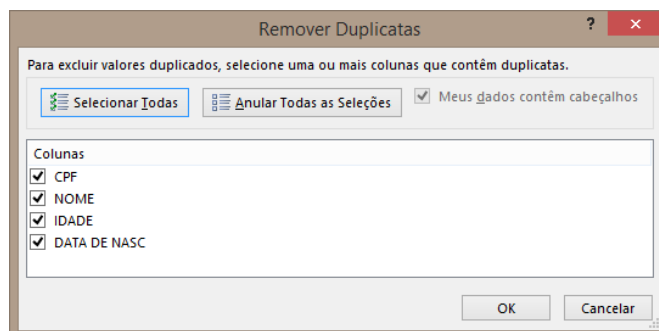 Remover Duplicatas ? ×
Para excluir valores duplicados, selecione uma ou mais colunas que contêm duplicatas.
Selecionar Todas Anular Todas as Seleções Meus dados contêm cabeçalhos
Colunas
CPF
NOME
IDADE
DATA DE NASC
OK Cancelar